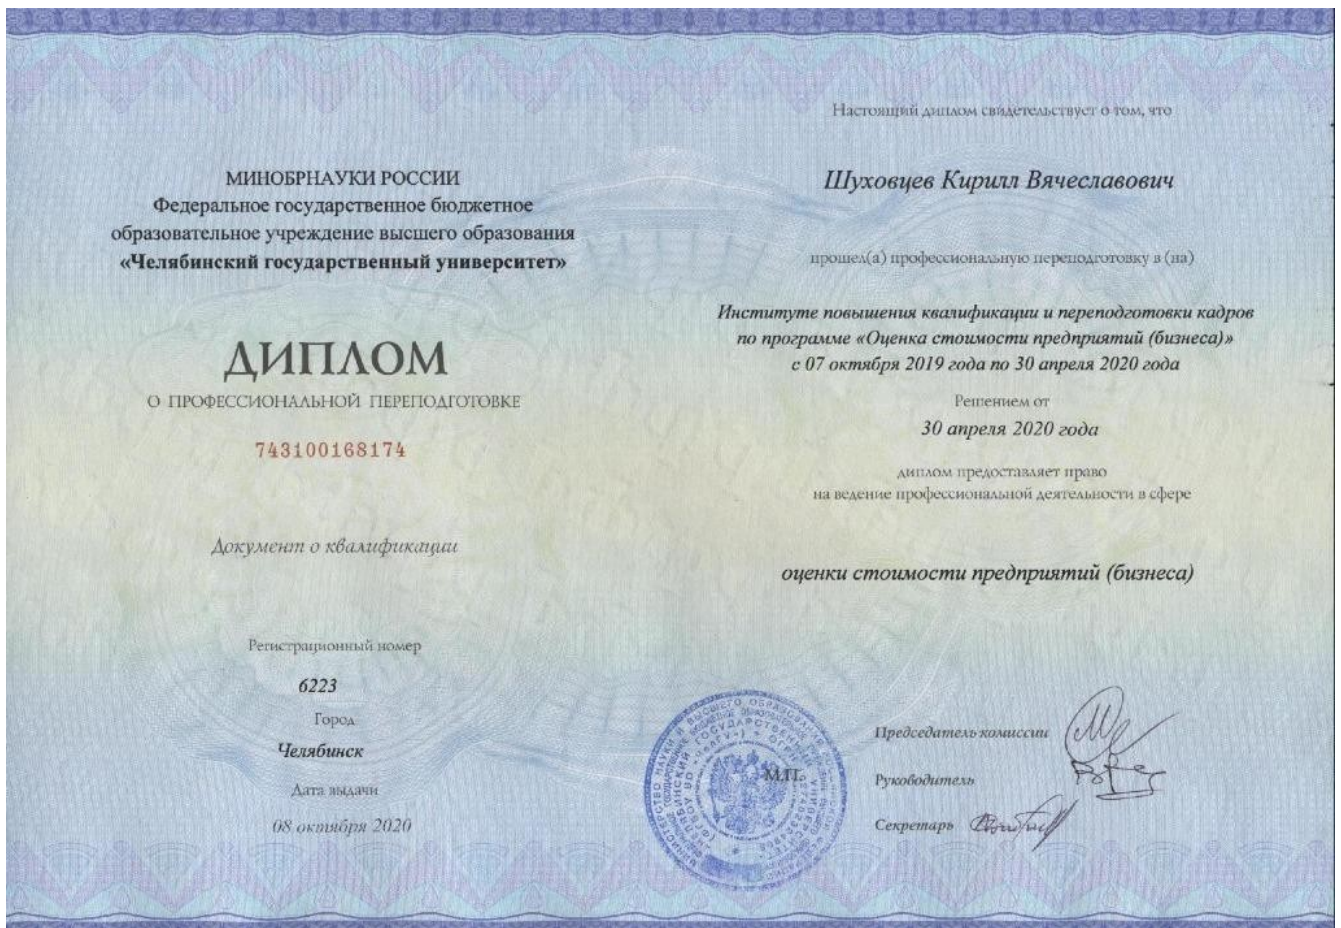 МИНОБРНАУКИ РОССИИ
Федеральное государственное бюджетное
образовательное учреждение высшего образования
«Челябинский государственный университет»
ДИПЛОМ
О ПРОФЕССИОНАЛЬНОЙ ПЕРЕПОДГОТОВКЕ
743100168174
Документ о квалификации
Регистрационный номер
6223
Город
Челябинск
Дата выдачи
08 октября 2020
Настоящий диплом свидетельствует о том, что
Шуховцев Кирилл Вячеславович
прошел(а) профессиональную переподготовку в (на)
Институте повышения квалификации и переподготовки кадров
по программе «Оценка стоимости предприятий (бизнеса)»
с 07 октября 2019 года по 30 апреля 2020 года
Решением от
30 апреля 2020 года
диплом предоставляет право
на ведение профессиональной деятельности в сфере
оценки стоимости предприятий (бизнеса)
М.П.
Председатель комиссии
Руководитель
Секретарь